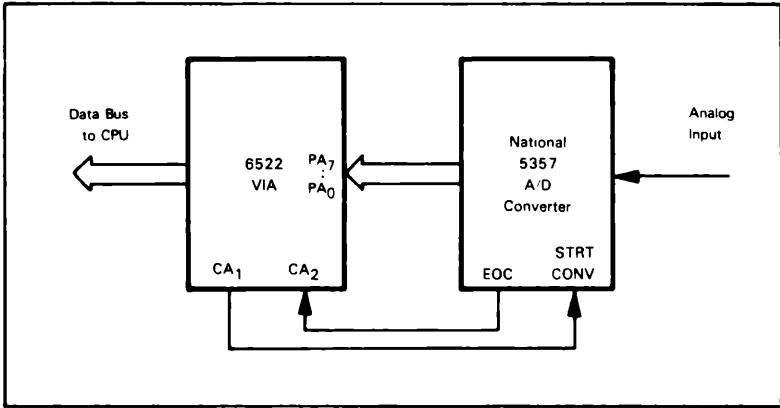 Data Bus
to CPU
6522
VIA
PA7
:
PA0
CA1
CA2
National
5357
A/D
Converter
EOC
STRT
CONV
Analog
Input